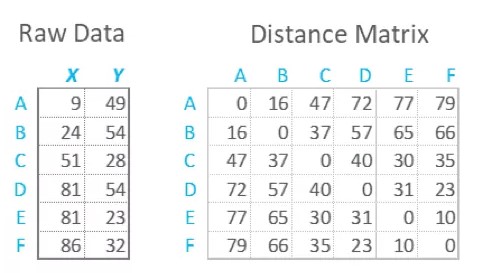 Raw Data Distance Matrix
X Y A B C D E F
A 9 49 A 0 16 47 72 77 79
B 24 54 B 16 0 37 57 65 66
C 51 28 C 47 37 0 40 30 35
D 81 54 D 72 57 40 0 31 23
E 81 23 E 77 65 30 31 0 10
F 86 32 F 79 66 35 23 10 0